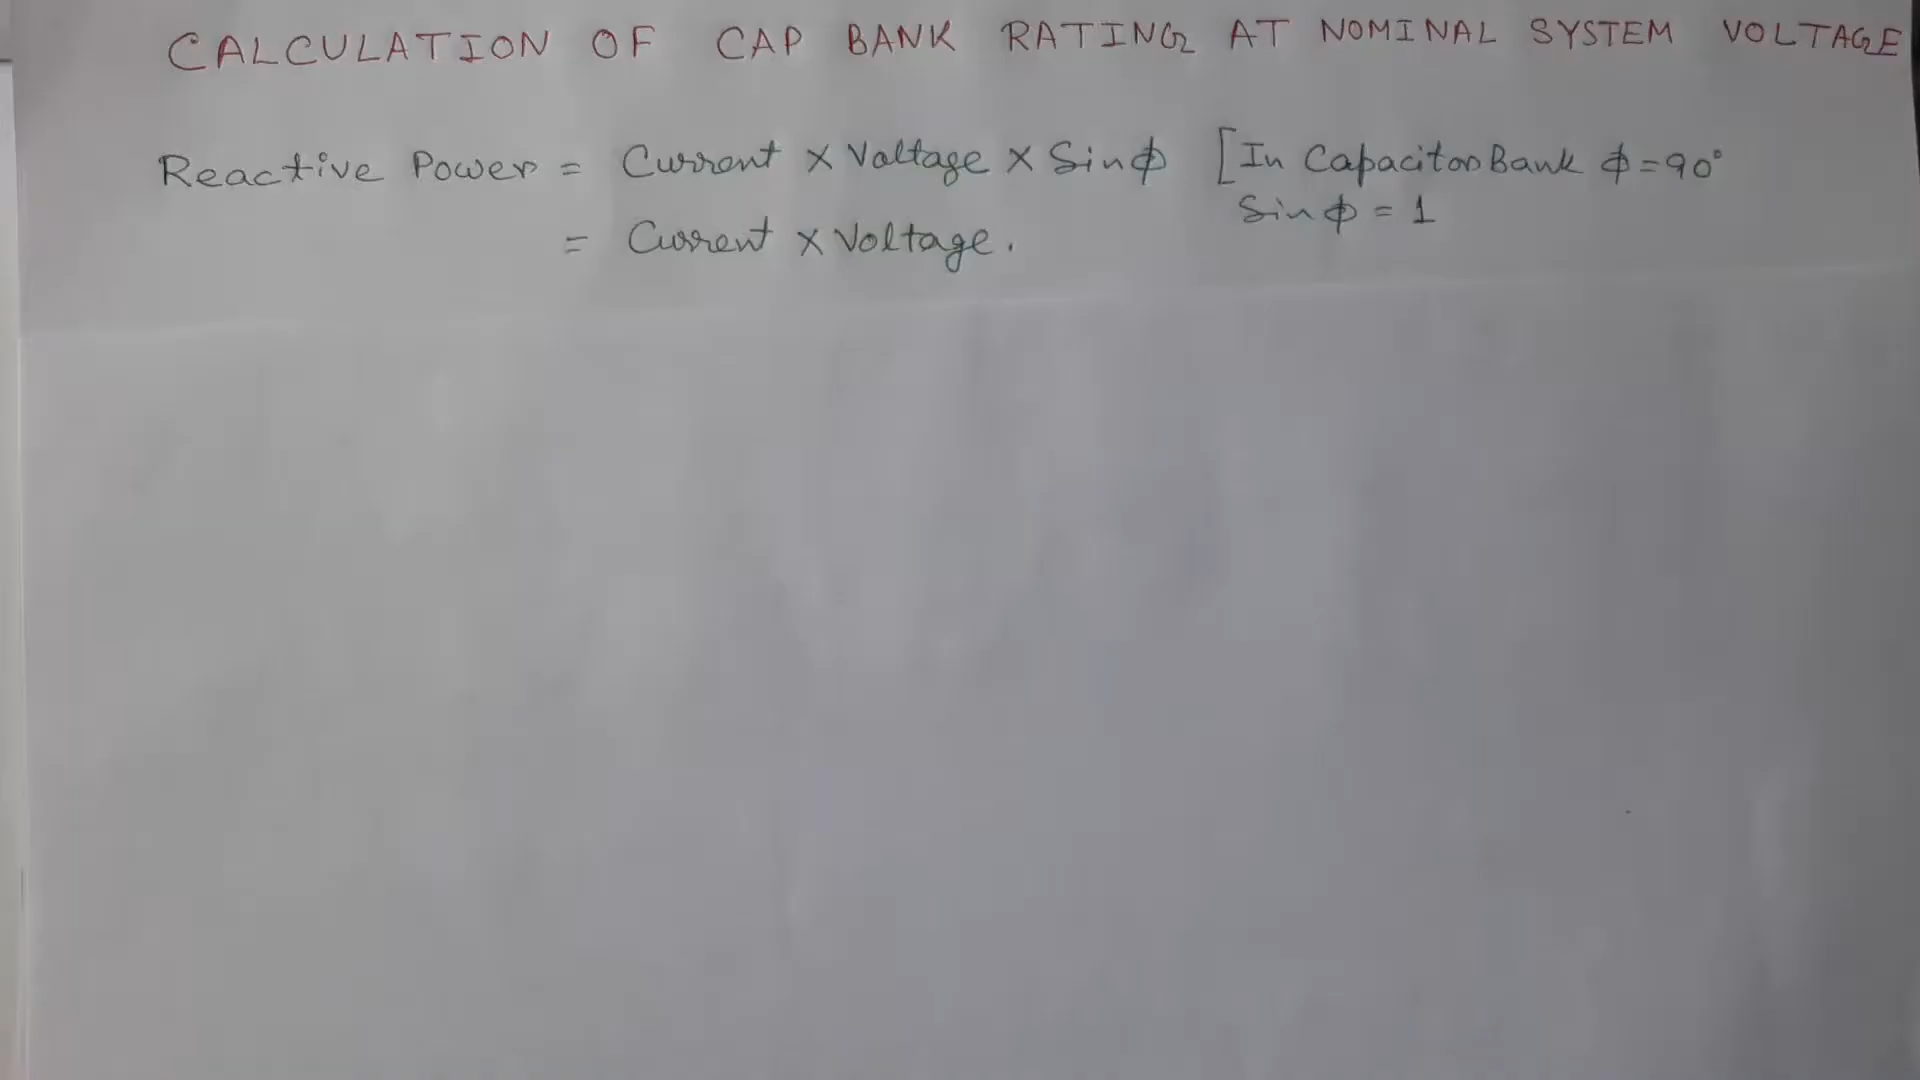 CALCULATION OF CAP BANK RATING AT NOMINAL SYSTEM VOLTAGE
Reactive Power = Current × Voltage × Sinϕ [In Capacitor Bank ϕ=90°
Sinϕ = 1
= Current × Voltage.